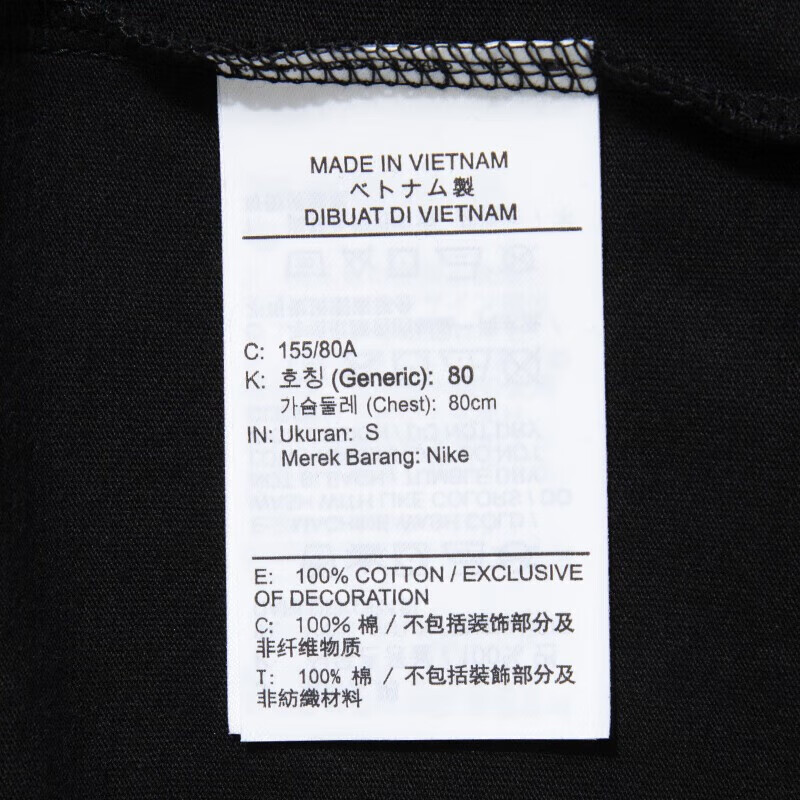 MADE IN VIETNAM
ベトナム製
DIBUAT DI VIETNAM
C: 155/80A
K: 호칭 (Generic): 80
가슴둘레 (Chest): 80cm
IN: Ukuran: S
Merek Barang: Nike
E: 100% COTTON / EXCLUSIVE
OF DECORATION
C: 100% 棉 / 不包括装饰部分及
非纤维物质
T: 100% 棉 / 不包括裝飾部分及
非紡織材料